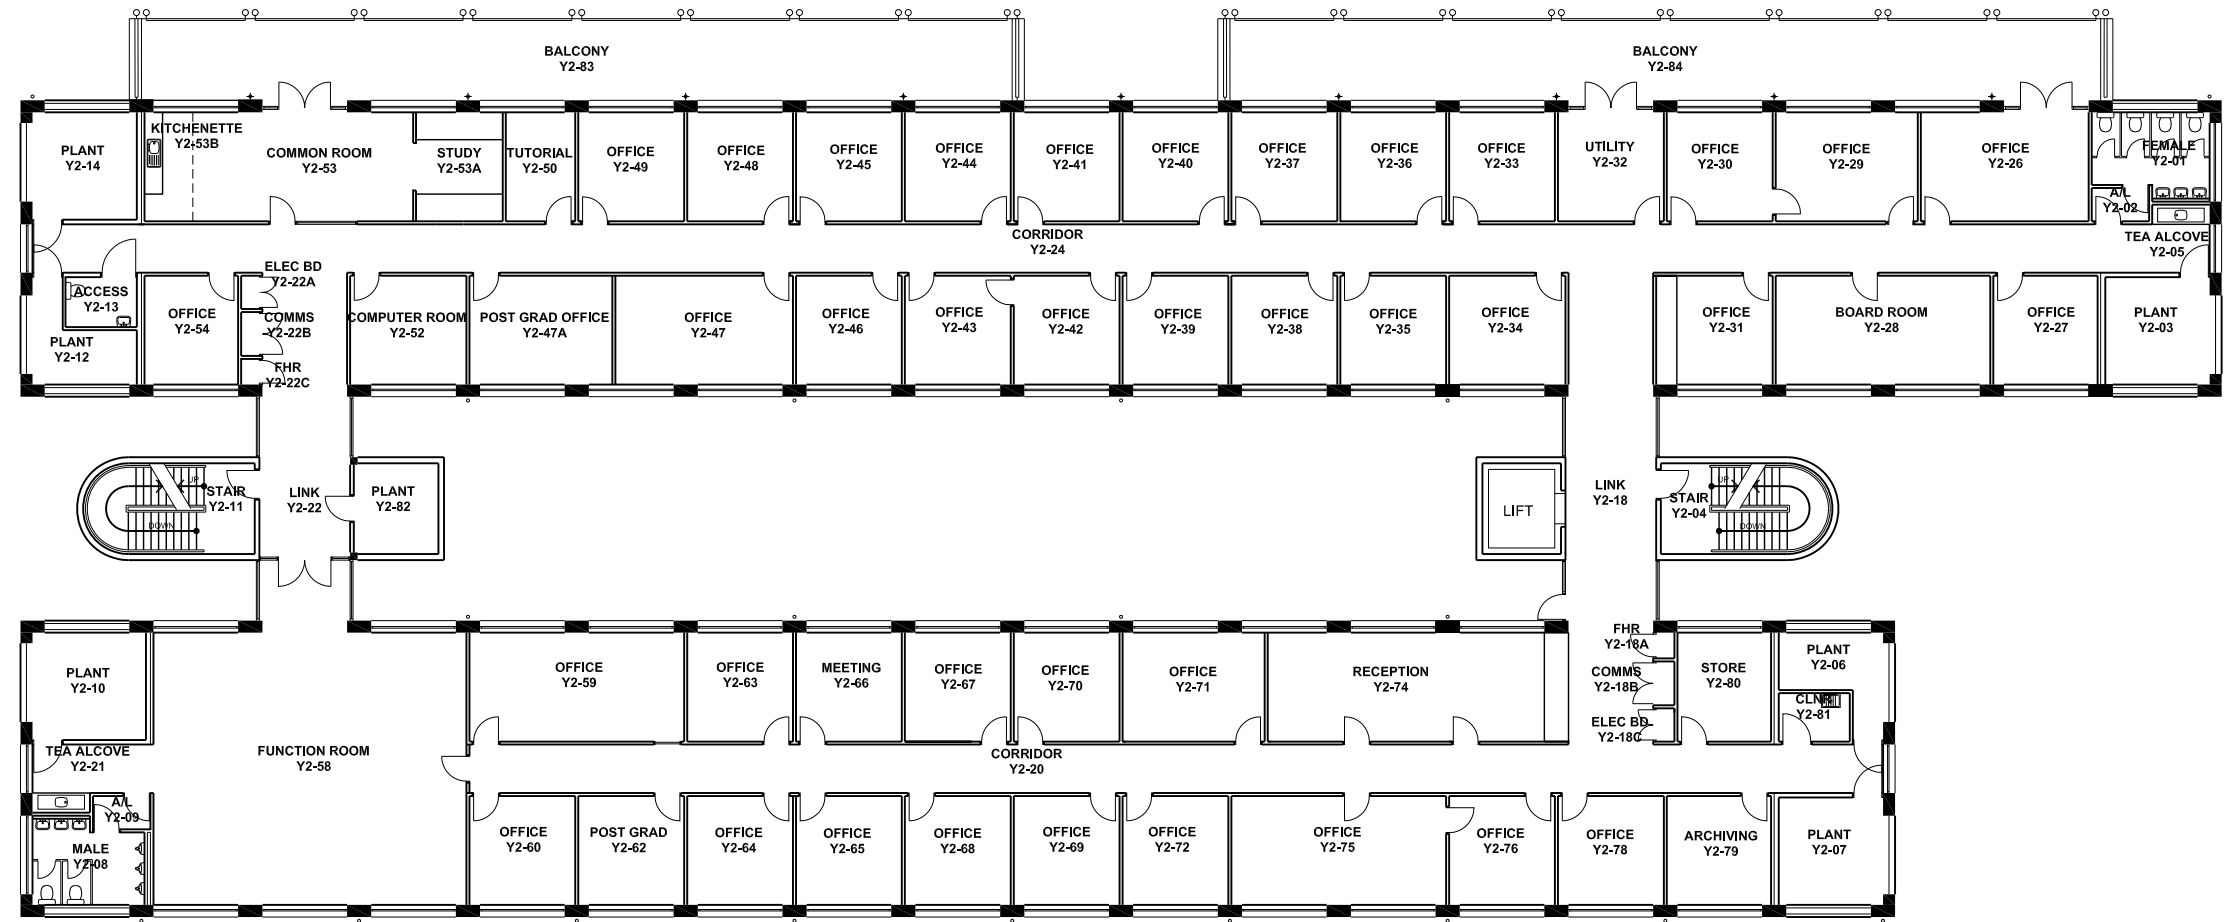 BALCONY
Y2-83
BALCONY
Y2-84
PLANT
Y2-14
KITCHENETTE
Y2-53B
COMMON ROOM
Y2-53
STUDY
Y2-53A
TUTORIAL
Y2-50
OFFICE
Y2-49
OFFICE
Y2-48
OFFICE
Y2-45
OFFICE
Y2-44
OFFICE
Y2-41
OFFICE
Y2-40
OFFICE
Y2-37
OFFICE
Y2-36
OFFICE
Y2-33
UTILITY
Y2-32
OFFICE
Y2-30
OFFICE
Y2-29
OFFICE
Y2-26
FEMALE
Y2-01
A/L
Y2-02
CORRIDOR
Y2-24
TEA ALCOVE
Y2-05
ACCESS
Y2-13
PLANT
Y2-12
OFFICE
Y2-54
ELEC BD
Y2-22A
COMMS
Y2-22B
FHR
Y2-22C
COMPUTER ROOM
Y2-52
POST GRAD OFFICE
Y2-47A
OFFICE
Y2-47
OFFICE
Y2-46
OFFICE
Y2-43
OFFICE
Y2-42
OFFICE
Y2-39
OFFICE
Y2-38
OFFICE
Y2-35
OFFICE
Y2-34
OFFICE
Y2-31
BOARD ROOM
Y2-28
OFFICE
Y2-27
PLANT
Y2-03
UP
DOWN
STAIR
Y2-11
LINK
Y2-22
PLANT
Y2-82
LIFT
LINK
Y2-18
STAIR
Y2-04
UP
DOWN
PLANT
Y2-10
TEA ALCOVE
Y2-21
FUNCTION ROOM
Y2-58
OFFICE
Y2-59
OFFICE
Y2-63
MEETING
Y2-66
OFFICE
Y2-67
OFFICE
Y2-70
OFFICE
Y2-71
RECEPTION
Y2-74
FHR
Y2-18A
COMMS
Y2-18B
ELEC BD
Y2-18C
STORE
Y2-80
PLANT
Y2-06
CLNR
Y2-81
CORRIDOR
Y2-20
A/L
Y2-09
MALE
Y2-08
OFFICE
Y2-60
POST GRAD
Y2-62
OFFICE
Y2-64
OFFICE
Y2-65
OFFICE
Y2-68
OFFICE
Y2-69
OFFICE
Y2-72
OFFICE
Y2-75
OFFICE
Y2-76
OFFICE
Y2-78
ARCHIVING
Y2-79
PLANT
Y2-07